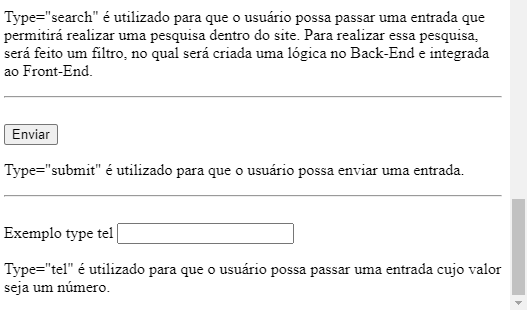 Type="search" é utilizado para que o usuário possa passar uma entrada que
permitirá realizar uma pesquisa dentro do site. Para realizar essa pesquisa,
será feito um filtro, no qual será criada uma lógica no Back-End e integrada
ao Front-End.
Enviar
Type="submit" é utilizado para que o usuário possa enviar uma entrada.
Exemplo type tel
Type="tel" é utilizado para que o usuário possa passar uma entrada cujo valor
seja um número.